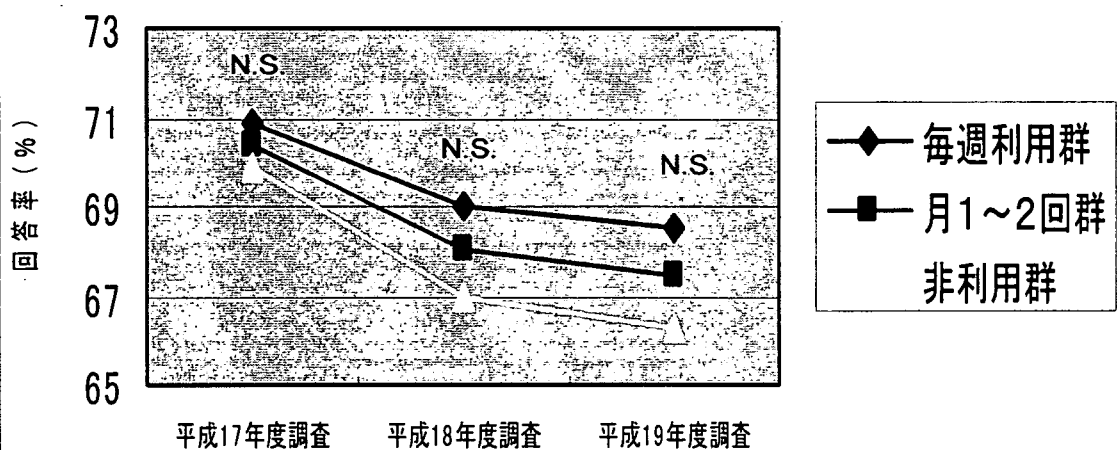 73
71
69
67
65
回答率(%)
N.S.
N.S.
N.S.
平成17年度調査
平成18年度調査
平成19年度調査
毎週利用群
月1～2回群
非利用群